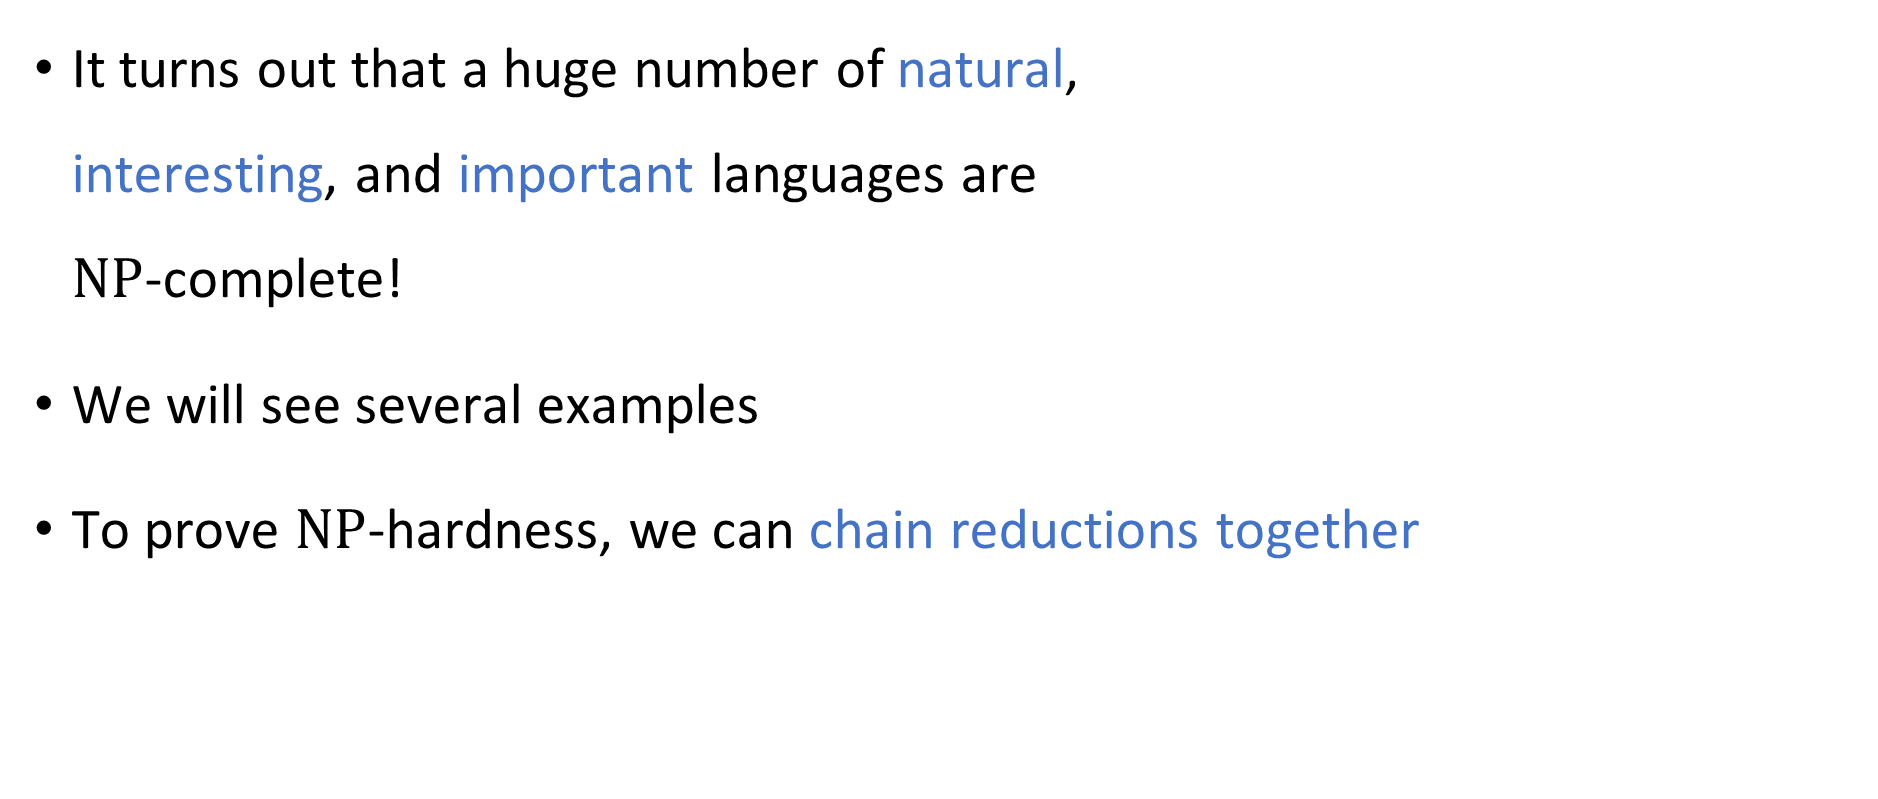 • It turns out that a huge number of natural,
interesting, and important languages are
NP-complete!
• We will see several examples
• To prove NP-hardness, we can chain reductions together